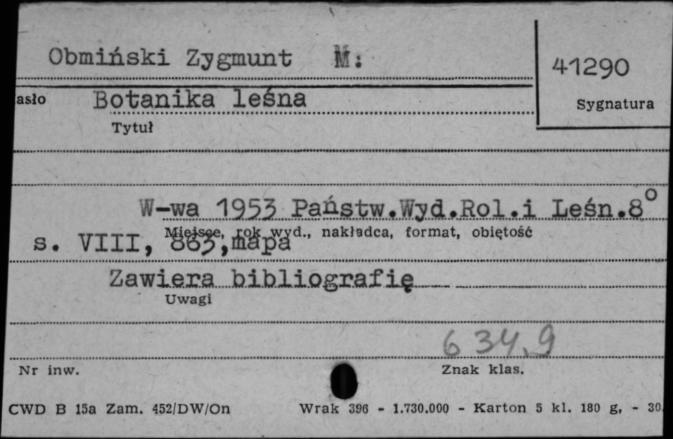 Obmiński Zygmunt M:
41290
asło Botanika leśna
Sygnatura
Tytuł
W-wa 1953 Państw.Wyd.Rol.i Leśn.8°
Miejsce, rok wyd., nakładca, format, objętość
s. VIII, 863, mapa
Zawiera bibliografię
Uwagi
634.9
Nr inw.
Znak klas.
CWD B 15a Zam. 452/DW/On Wrak 396 - 1.730.000 - Karton 5 kl. 180 g, - 30